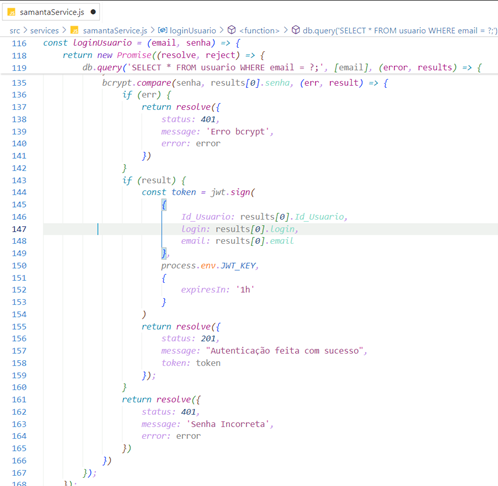 samantaService.js ●
src > services > samantaService.js > loginUsuario > <function> > db.query('SELECT * FROM usuario WHERE email = ?;')
116 const loginUsuario = (email, senha) => {
118 return new Promise((resolve, reject) => {
119 db.query('SELECT * FROM usuario WHERE email = ?;', [email], (error, results) => {
135 bcrypt.compare(senha, results[0].senha, (err, result) => {
136 if (err) {
137 return resolve({
138 status: 401,
139 message: 'Erro bcrypt',
140 error: error
141 })
142 }
143 if (result) {
144 const token = jwt.sign(
145 {
146 Id_Usuario: results[0].Id_Usuario,
147 login: results[0].login,
148 email: results[0].email
149 },
150 process.env.JWT_KEY,
151 {
152 expiresIn: '1h'
153 }
154 )
155 return resolve({
156 status: 201,
157 message: "Autenticação feita com sucesso",
158 token: token
159 });
160 }
161 return resolve({
162 status: 401,
163 message: 'Senha Incorreta',
164 error: error
165 })
166 })
167 });
168 });